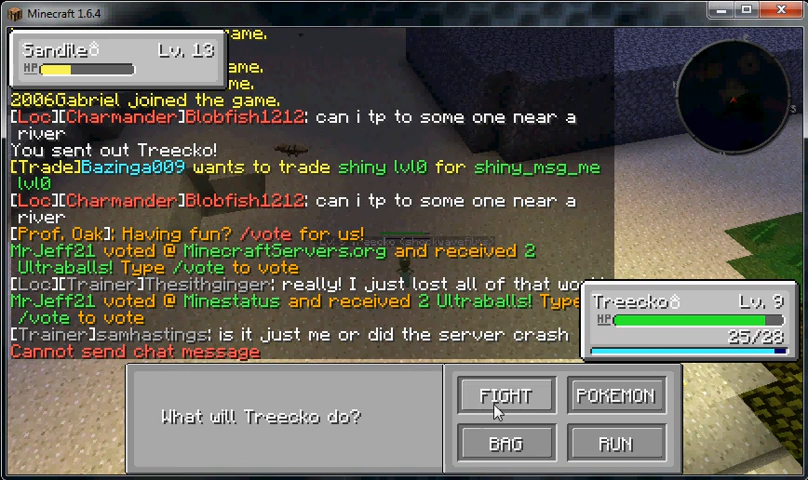 Minecraft 1.6.4
Sandile♂ Lv. 13
HP
me.
me.
me.
2006Gabriel joined the game.
[Loc][Charmander]Blobfish1212: can i tp to some one near a
river
You sent out Treecko!
[Trade]Bazinga009 wants to trade shiny lvl0 for shiny_msg_me
lvl0
[Loc][Charmander]Blobfish1212: can i tp to some one near a
river
[Prof. Oak]: Having fun? /vote for us!
MrJeff21 voted @ MinecraftServers.org and received 2
Ultraballs! Type /vote to vote
[Loc][Trainer]Thesithginger: really! I just lost all of that
MrJeff21 voted @ Minestatus and received 2 Ultraballs! Type
/vote to vote
[Trainer]samhastings: is it just me or did the server crash
Cannot send chat message
Treecko♂ Lv. 9
HP
25/28
What will Treecko do?
FIGHT POKEMON
BAG RUN